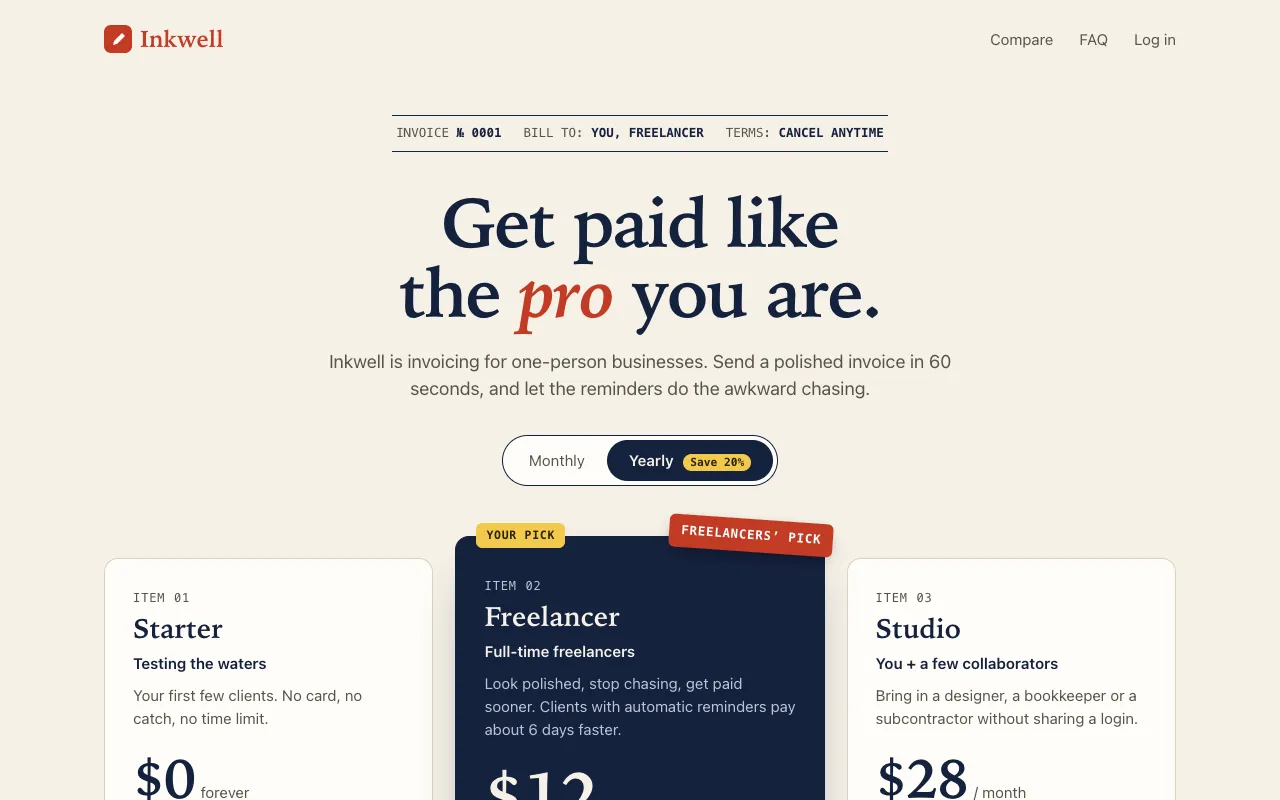 Inkwell
Compare FAQ Log in
INVOICE № 0001 BILL TO: YOU, FREELANCER TERMS: CANCEL ANYTIME
Get paid like
the pro you are.
Inkwell is invoicing for one-person businesses. Send a polished invoice in 60
seconds, and let the reminders do the awkward chasing.
Monthly Yearly Save 20%
YOUR PICK
FREELANCERS’ PICK
ITEM 01
Starter
Testing the waters
Your first few clients. No card, no
catch, no time limit.
$0 forever
ITEM 02
Freelancer
Full-time freelancers
Look polished, stop chasing, get paid
sooner. Clients with automatic reminders pay
about 6 days faster.
$12
ITEM 03
Studio
You + a few collaborators
Bring in a designer, a bookkeeper or a
subcontractor without sharing a login.
$28 / month